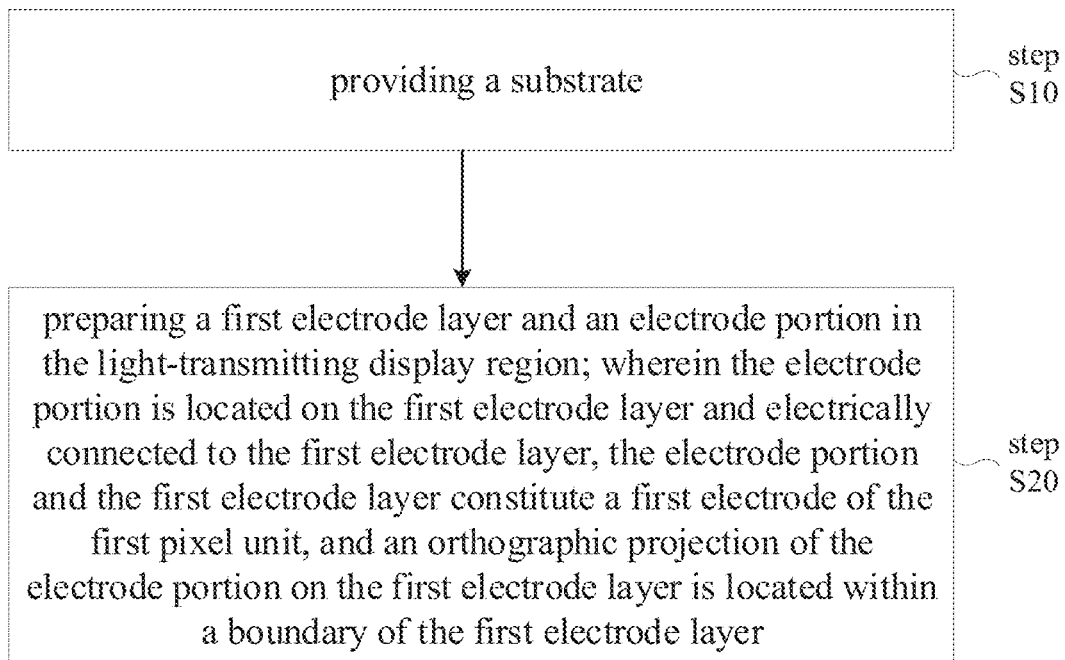 providing a substrate
step
S10
preparing a first electrode layer and an electrode portion in
the light-transmitting display region; wherein the electrode
portion is located on the first electrode layer and electrically
connected to the first electrode layer, the electrode portion
and the first electrode layer constitute a first electrode of the
first pixel unit, and an orthographic projection of the
electrode portion on the first electrode layer is located within
a boundary of the first electrode layer
step
S20